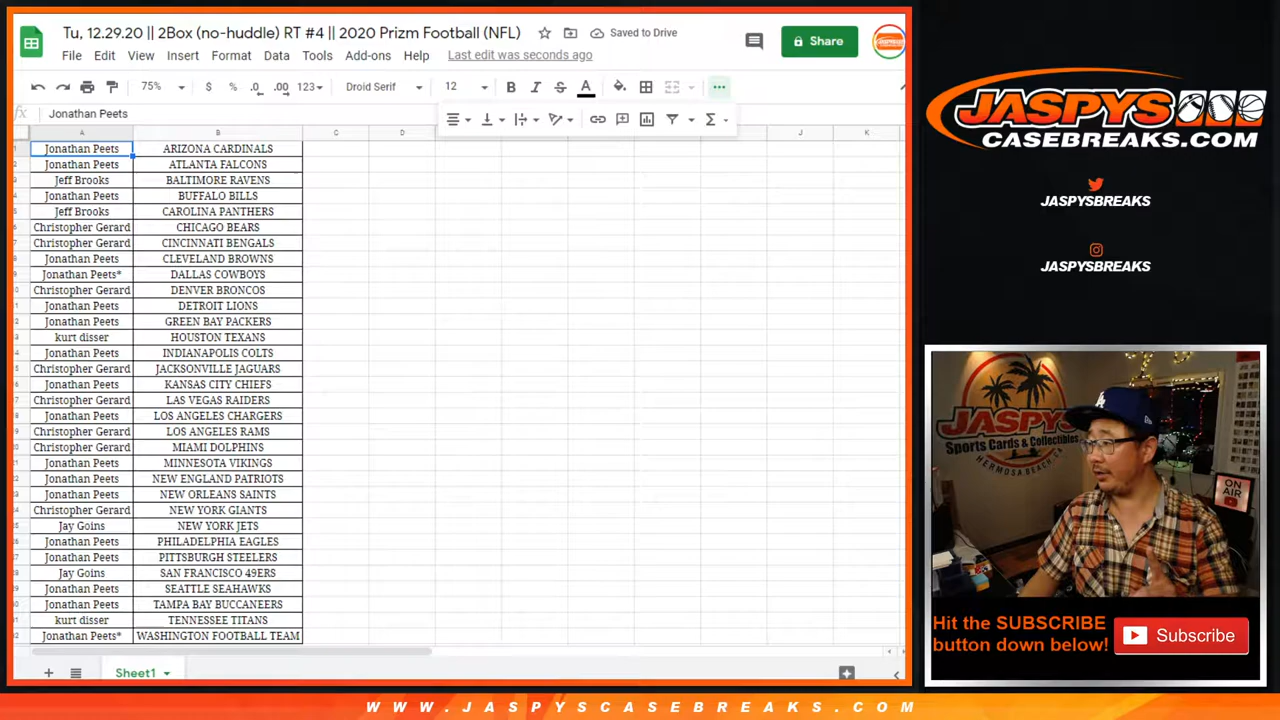 Tu, 12.29.20 || 2Box (no-huddle) RT #4 || 2020 Prizm Football (NFL)
Saved to Drive
Share
File Edit View Insert Format Data Tools Add-ons Help Last edit was seconds ago
75% $ % .0 .00 123 Droid Serif 12 B I S A
fx Jonathan Peets
A B C D J K
Jonathan Peets ARIZONA CARDINALS
Jonathan Peets ATLANTA FALCONS
Jeff Brooks BALTIMORE RAVENS
Jonathan Peets BUFFALO BILLS
Jeff Brooks CAROLINA PANTHERS
Christopher Gerard CHICAGO BEARS
Christopher Gerard CINCINNATI BENGALS
Jonathan Peets CLEVELAND BROWNS
Jonathan Peets* DALLAS COWBOYS
Christopher Gerard DENVER BRONCOS
Jonathan Peets DETROIT LIONS
Jonathan Peets GREEN BAY PACKERS
kurt disser HOUSTON TEXANS
Jonathan Peets INDIANAPOLIS COLTS
Christopher Gerard JACKSONVILLE JAGUARS
Jonathan Peets KANSAS CITY CHIEFS
Christopher Gerard LAS VEGAS RAIDERS
Jonathan Peets LOS ANGELES CHARGERS
Christopher Gerard LOS ANGELES RAMS
Christopher Gerard MIAMI DOLPHINS
Jonathan Peets MINNESOTA VIKINGS
Jonathan Peets NEW ENGLAND PATRIOTS
Jonathan Peets NEW ORLEANS SAINTS
Christopher Gerard NEW YORK GIANTS
Jay Goins NEW YORK JETS
Jonathan Peets PHILADELPHIA EAGLES
Jonathan Peets PITTSBURGH STEELERS
Jay Goins SAN FRANCISCO 49ERS
Jonathan Peets SEATTLE SEAHAWKS
Jonathan Peets TAMPA BAY BUCCANEERS
kurt disser TENNESSEE TITANS
Jonathan Peets* WASHINGTON FOOTBALL TEAM
Sheet1
JASPYS
CASEBREAKS.COM
JASPYSBREAKS
JASPYSBREAKS
JASPYS
Sports Cards & Collectibles
HERMOSA BEACH, CA
ON
AIR
Hit the SUBSCRIBE
button down below!
Subscribe
WWW.JASPYSCASEBREAKS.COM